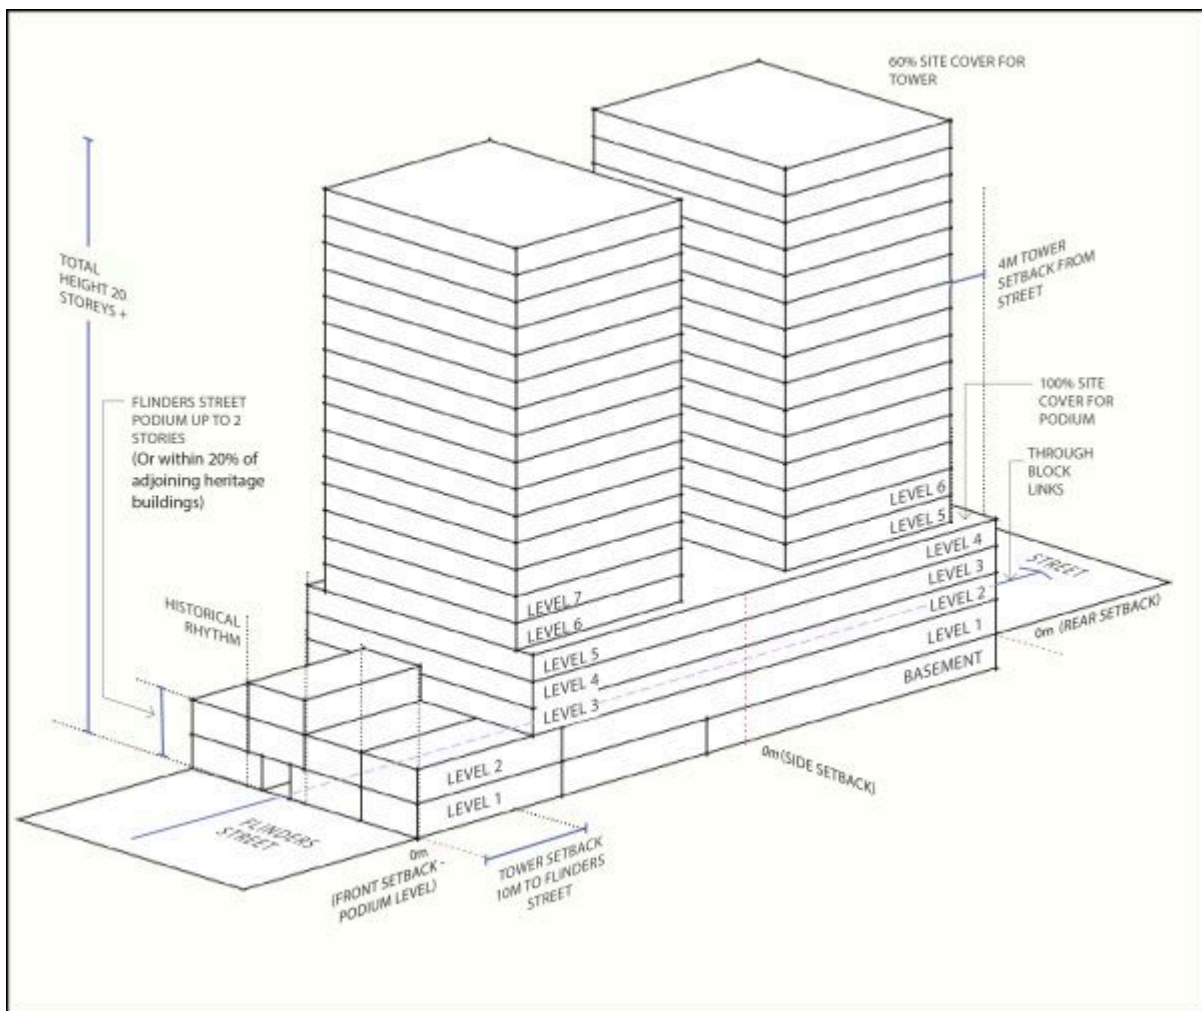 60% SITE COVER FOR
TOWER
TOTAL
HEIGHT 20
STOREYS +
4M TOWER
SETBACK FROM
STREET
FLINDERS STREET
PODIUM UP TO 2
STORIES
(Or within 20% of
adjoining heritage
buildings)
100% SITE
COVER FOR
PODIUM
THROUGH
BLOCK
LINKS
HISTORICAL
RHYTHM
LEVEL 6
LEVEL 5
LEVEL 4
LEVEL 3
LEVEL 2
LEVEL 1
BASEMENT
STREET
0m (REAR SETBACK)
LEVEL 7
LEVEL 6
LEVEL 5
LEVEL 4
LEVEL 3
LEVEL 2
LEVEL 1
0m (SIDE SETBACK)
FLINDERS
STREET
0m
(FRONT SETBACK -
PODIUM LEVEL)
TOWER SETBACK
10M TO FLINDERS
STREET